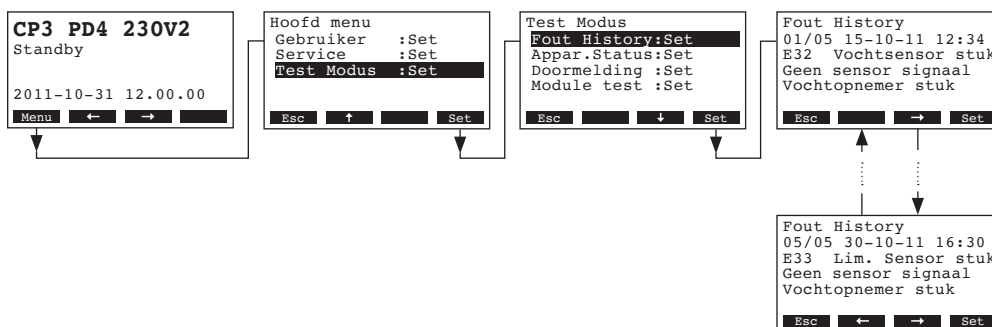 CP3 PD4 230V2
Standby
2011-10-31 12.00.00
Menu ← →
Hoofd menu
Gebruiker :Set
Service :Set
Test Modus :Set
Esc ↑ Set
Test Modus
Fout History:Set
Appar.Status:Set
Doormelding :Set
Module test :Set
Esc ↓ Set
Fout History
01/05 15-10-11 12:34
E32 Vochtsensor stuk
Geen sensor signaal
Vochtopnemer stuk
Esc → Set
Fout History
05/05 30-10-11 16:30
E33 Lim. Sensor stuk
Geen sensor signaal
Vochtopnemer stuk
Esc ← → Set